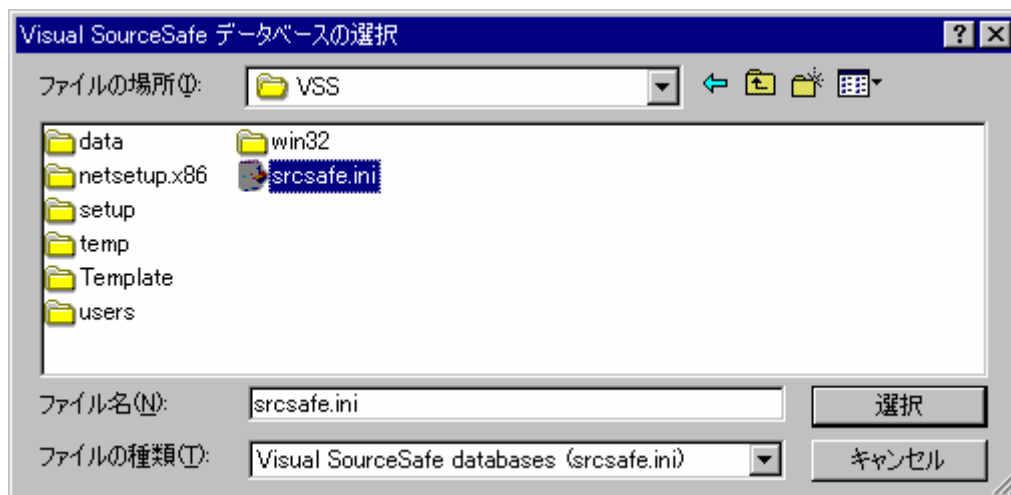 Visual SourceSafe データベースの選択
ファイルの場所(I):
VSS
data
netsetup.x86
setup
temp
Template
users
win32
srcsafe.ini
ファイル名(N):
srcsafe.ini
選択
ファイルの種類(T):
Visual SourceSafe databases (srcsafe.ini)
キャンセル